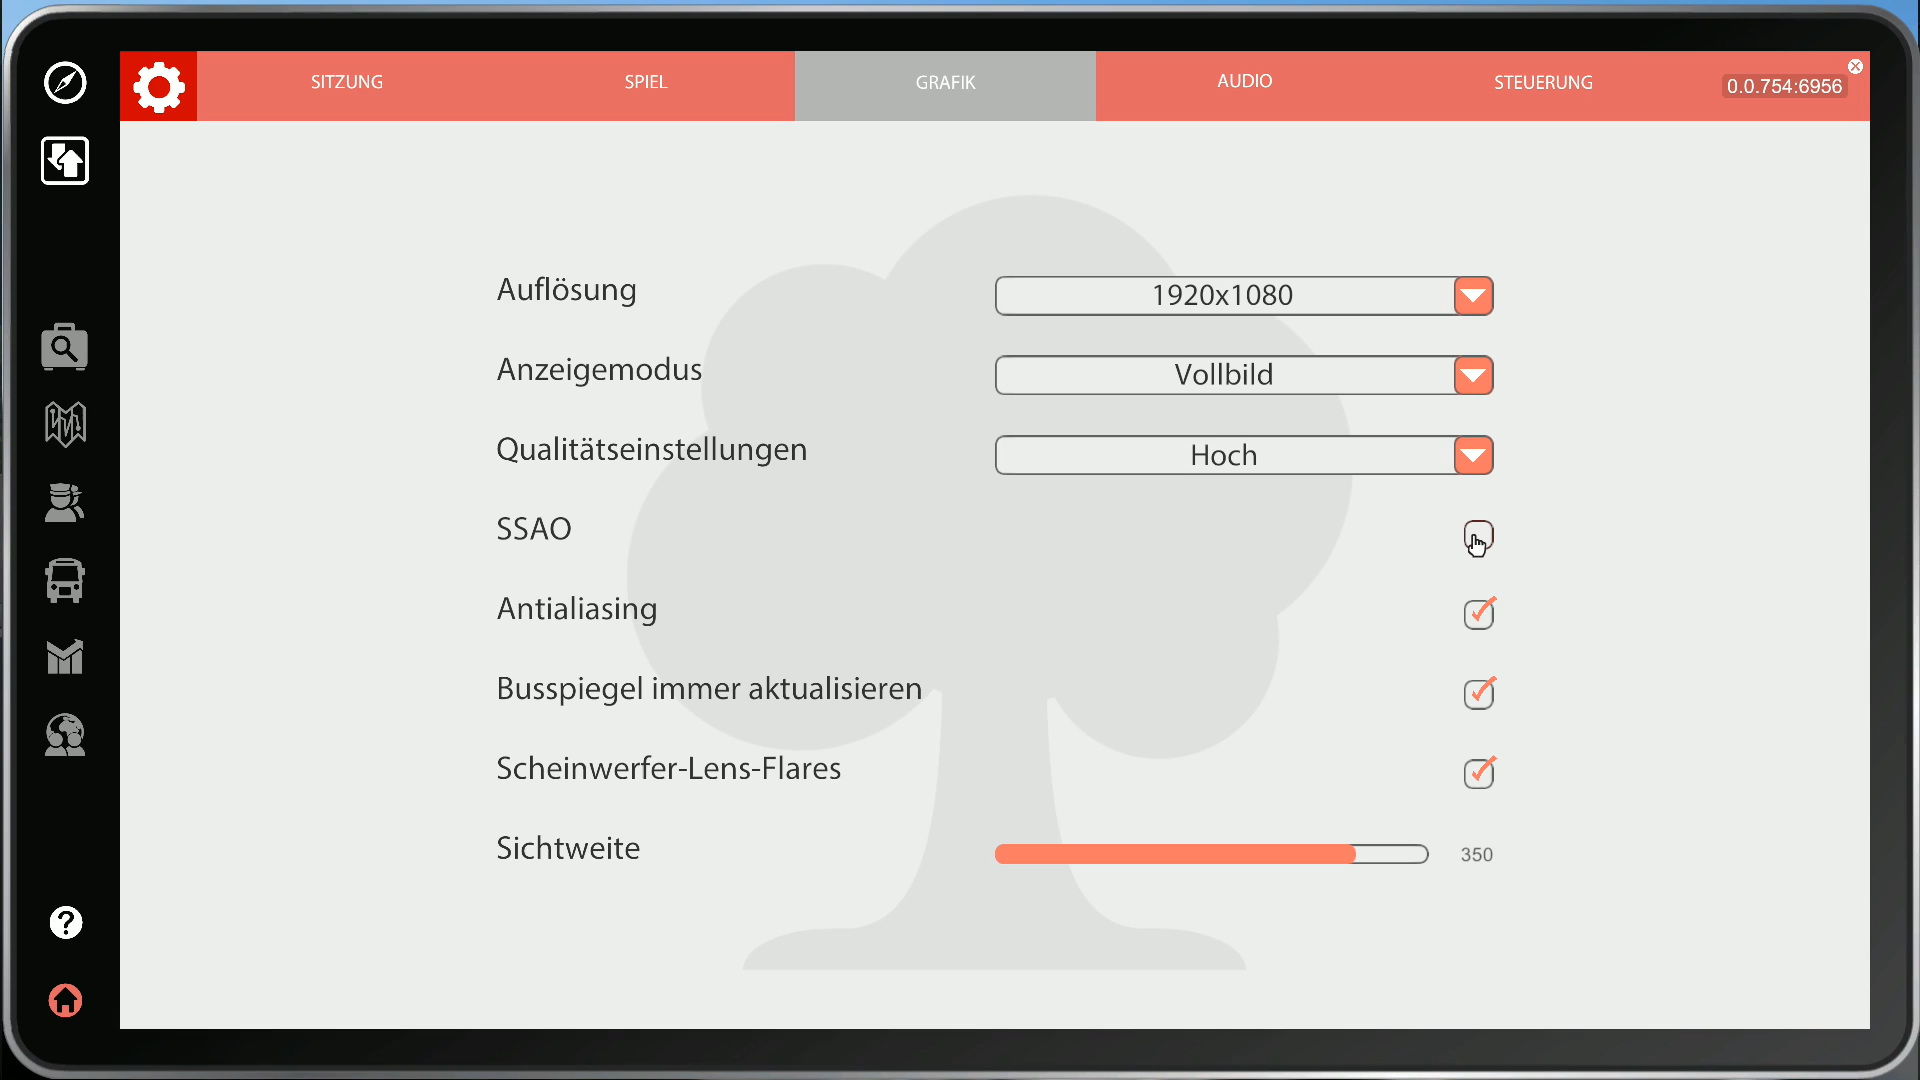 SITZUNG
SPIEL
GRAFIK
AUDIO
STEUERUNG
0.0.754:6956
Auflösung
1920x1080
Anzeigemodus
Vollbild
Qualitätseinstellungen
Hoch
SSAO
Antialiasing
Busspiegel immer aktualisieren
Scheinwerfer-Lens-Flares
Sichtweite
350